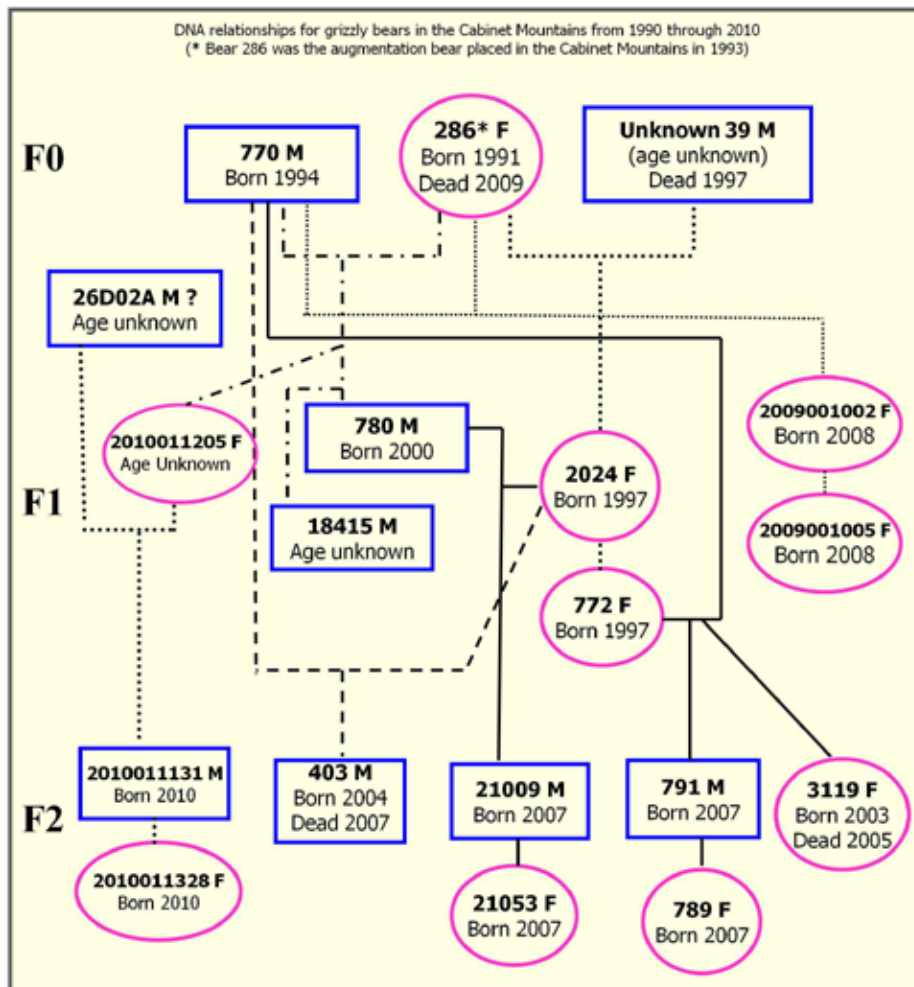 DNA relationships for grizzly bears in the Cabinet Mountains from 1990 through 2010
(* Bear 286 was the augmentation bear placed in the Cabinet Mountains in 1993)
F0
770 M
Born 1994
286* F
Born 1991
Dead 2009
Unknown 39 M
(age unknown)
Dead 1997
26D02A M ?
Age unknown
F1
2010011205 F
Age Unknown
780 M
Born 2000
18415 M
Age unknown
2024 F
Born 1997
772 F
Born 1997
2009001002 F
Born 2008
2009001005 F
Born 2008
F2
2010011131 M
Born 2010
2010011328 F
Born 2010
403 M
Born 2004
Dead 2007
21009 M
Born 2007
21053 F
Born 2007
791 M
Born 2007
789 F
Born 2007
3119 F
Born 2003
Dead 2005